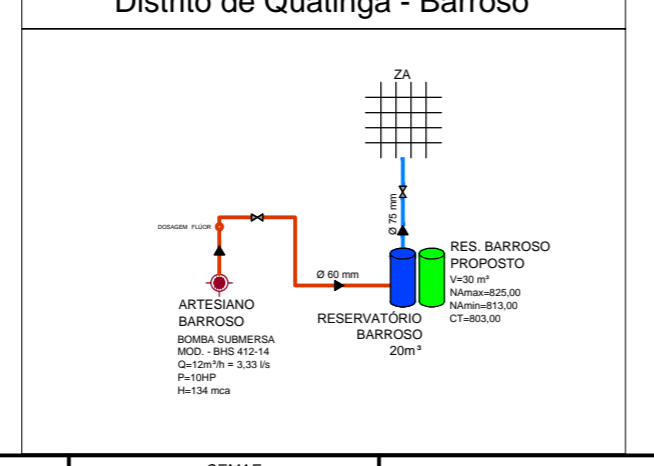 Distrito de Quatinga - Barroso
ZA
DOSAGEM FLÚOR
Ø 75 mm
Ø 60 mm
RES. BARROSO
PROPOSTO
V=30 m³
NAmax=825,00
NAmin=813,00
CT=803,00
ARTESIANO
BARROSO
BOMBA SUBMERSA
MOD. - BHS 412-14
Q=12m³/h = 3,33 l/s
P=10HP
H=134 mca
RESERVATÓRIO
BARROSO
20m³